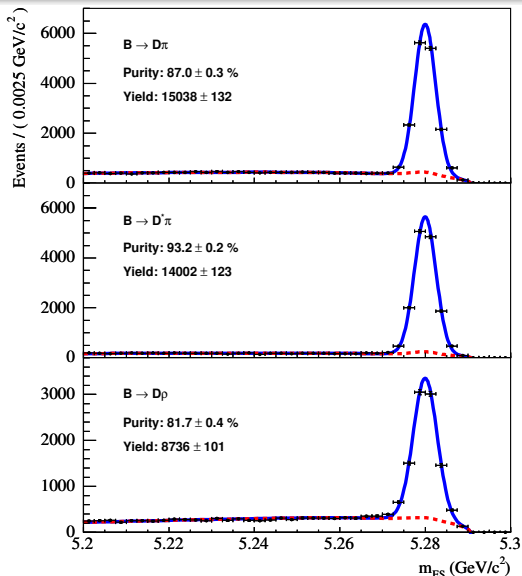 Events / ( 0.0025 GeV/c²)
6000
4000
2000
0
B → Dπ
Purity: 87.0 ± 0.3 %
Yield: 15038 ± 132
6000
4000
2000
0
B → D*π
Purity: 93.2 ± 0.2 %
Yield: 14002 ± 123
3000
2000
1000
0
B → Dρ
Purity: 81.7 ± 0.4 %
Yield: 8736 ± 101
5.2 5.22 5.24 5.26 5.28 5.3
m_ES (GeV/c²)